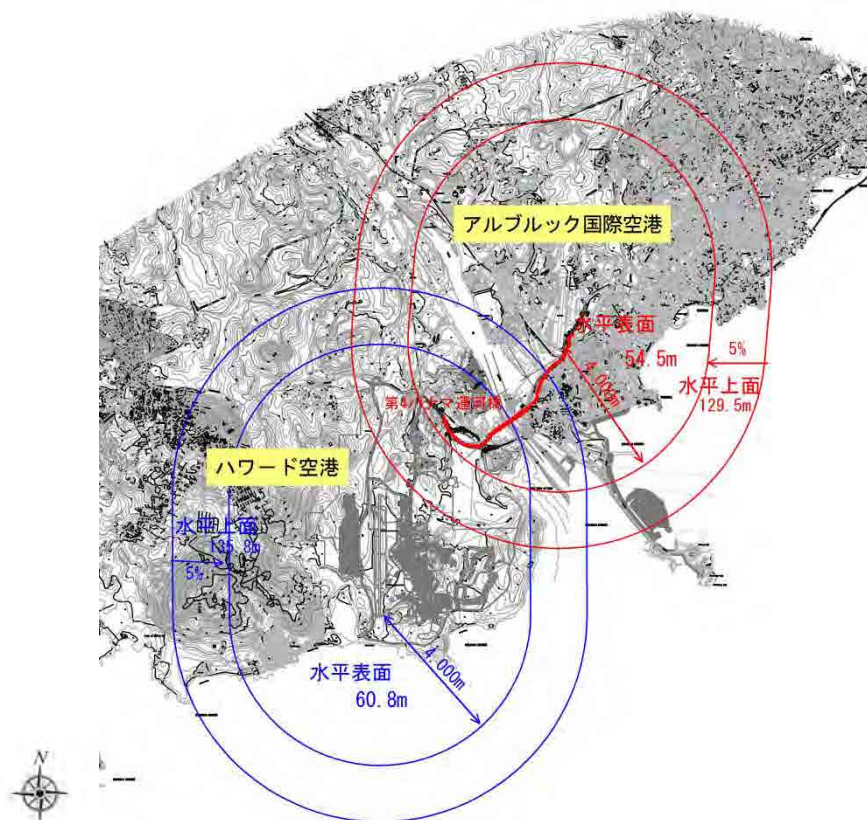 アルブルック国際空港
水平表面
54.5m
5%
4,000m
水平上面
129.5m
第4パナマ運河橋
ハワード空港
水平上面
135.8m
5%
水平表面
60.8m
4,000m
N